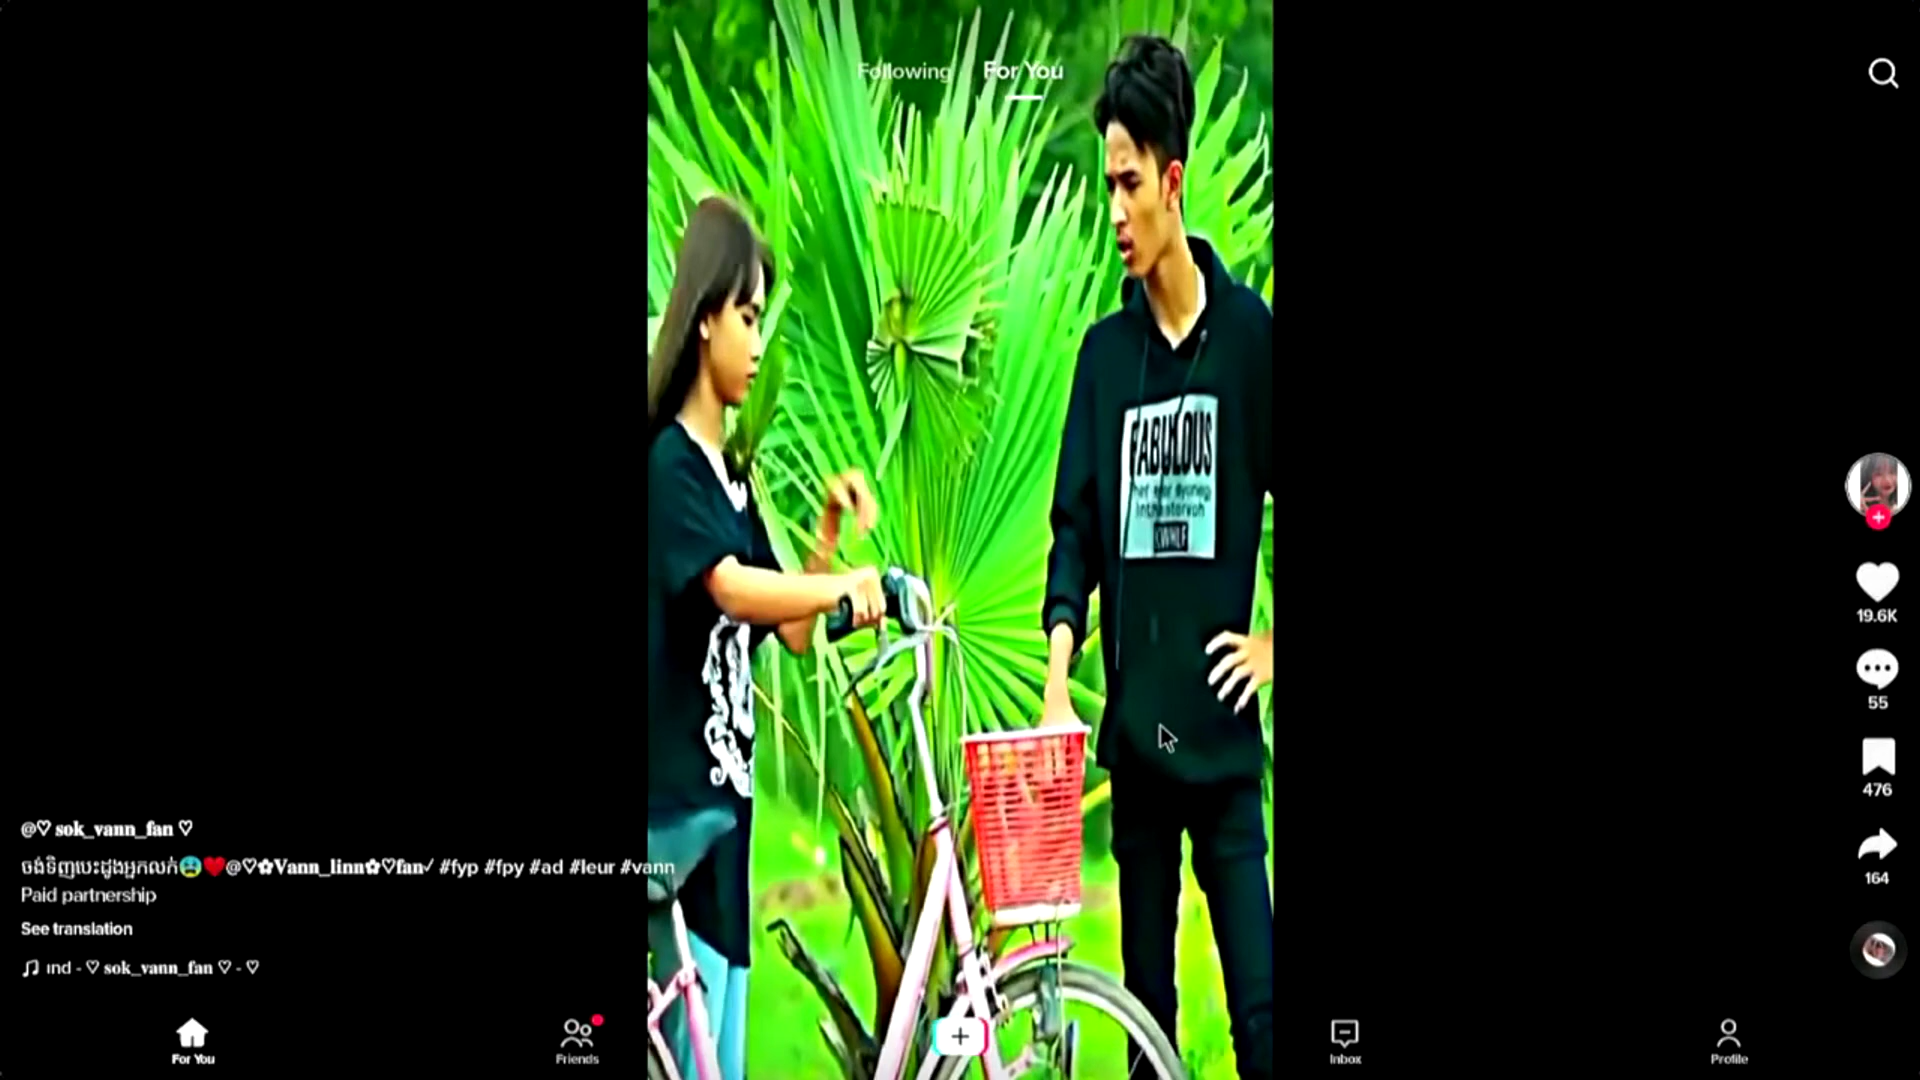 Following For You
FABULOUS
19.6K
55
476
164
@♡ sok_vann_fan ♡
ចង់ទិញបេះដូងអ្នកលក់🥶❤️@♡✿Vann_linn✿♡fan✓ #fyp #fpy #ad #leur #vann
Paid partnership
See translation
ind - ♡ sok_vann_fan ♡ - ♡
For You
Friends
Inbox
Profile